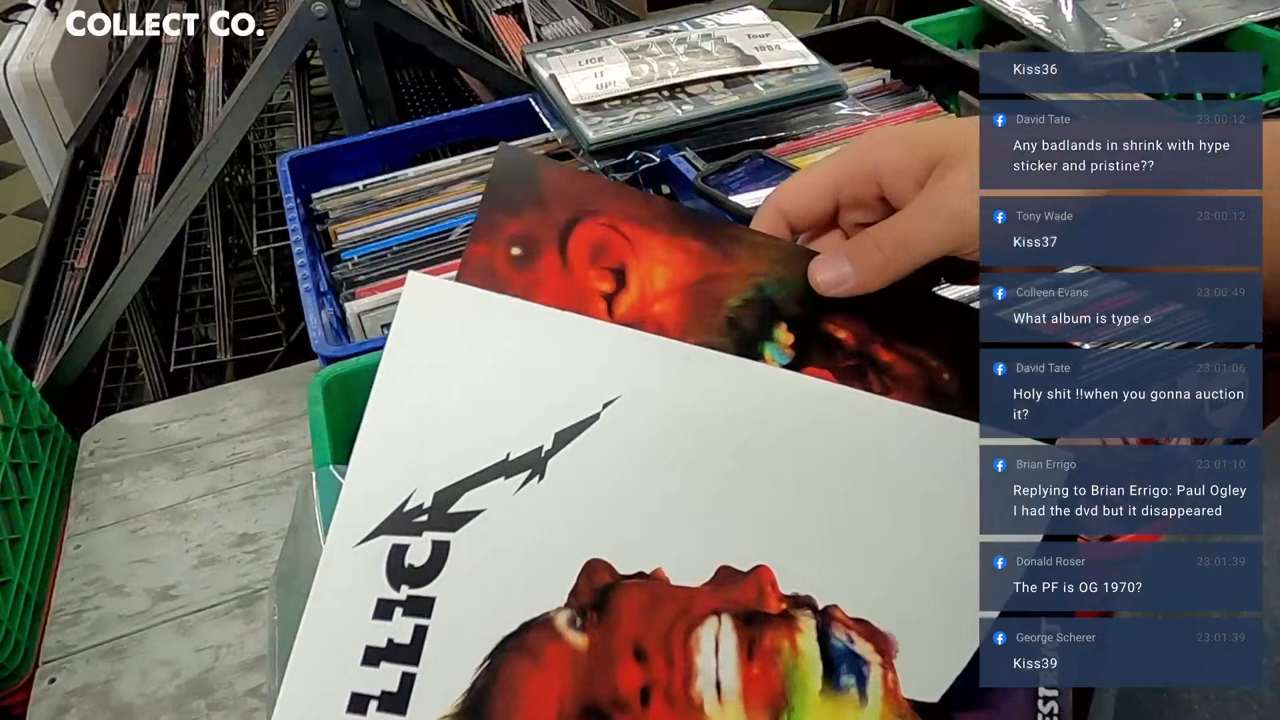 COLLECT CO.
LICK
IT
UP!
KISS
Tour
1984
LLICA
Kiss36
David Tate 23:00:12
Any badlands in shrink with hype
sticker and pristine??
Tony Wade 23:00:12
Kiss37
Colleen Evans 23:00:49
What album is type o
David Tate 23:01:06
Holy shit !!when you gonna auction
it?
Brian Errigo 23:01:10
Replying to Brian Errigo: Paul Ogley
I had the dvd but it disappeared
Donald Roser 23:01:39
The PF is OG 1970?
George Scherer 23:01:39
Kiss39